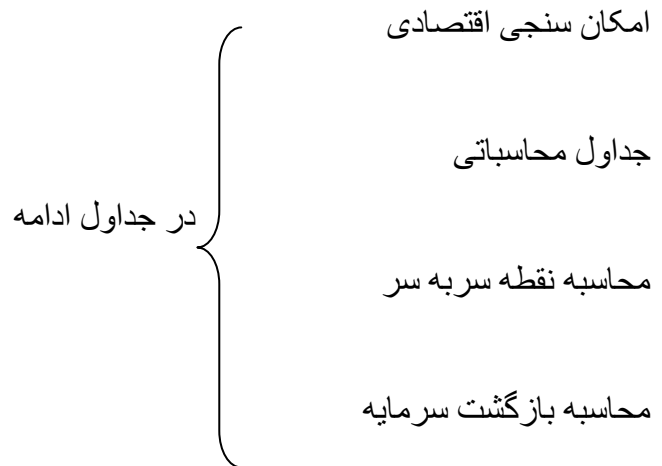 امکان سنجی اقتصادی
جداول محاسباتی
در جداول ادامه
محاسبه نقطه سربه سر
محاسبه بازگشت سرمایه